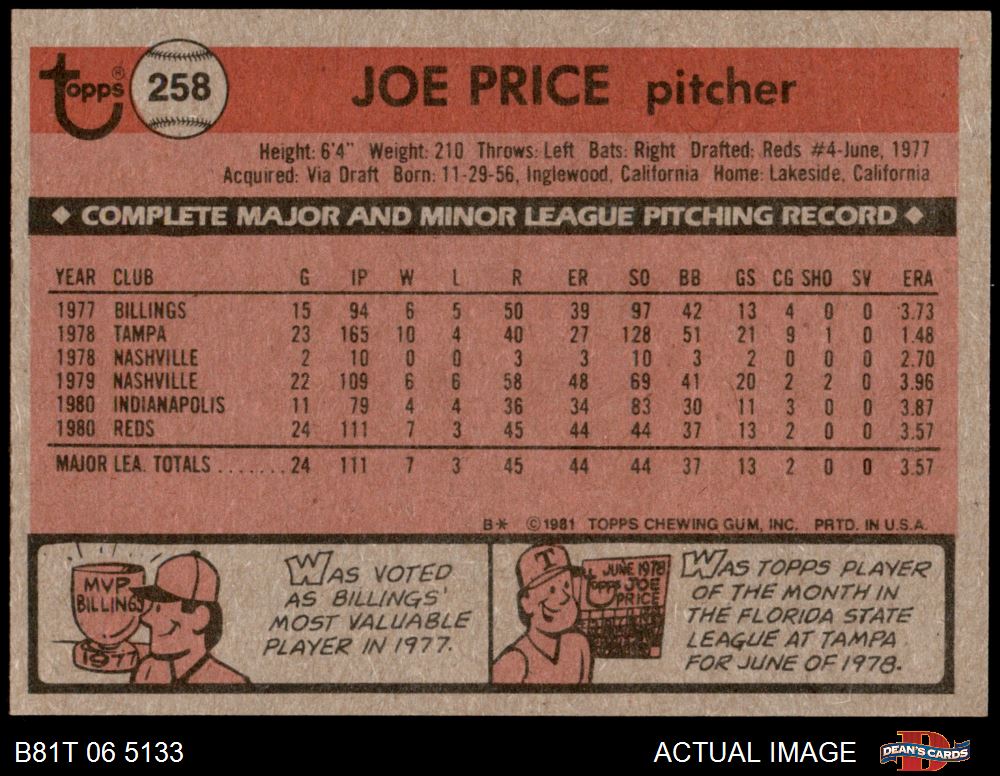 Topps® 258 JOE PRICE pitcher
Height: 6'4" Weight: 210 Throws: Left Bats: Right Drafted: Reds #4-June, 1977
Acquired: Via Draft Born: 11-29-56, Inglewood, California Home: Lakeside, California
◆ COMPLETE MAJOR AND MINOR LEAGUE PITCHING RECORD ◆
YEAR CLUB G IP W L R ER SO BB GS CG SHO SV ERA
1977 BILLINGS 15 94 6 5 50 39 97 42 13 4 0 0 3.73
1978 TAMPA 23 165 10 4 40 27 128 51 21 9 1 0 1.48
1978 NASHVILLE 2 10 0 0 3 3 10 3 2 0 0 0 2.70
1979 NASHVILLE 22 109 6 6 58 48 69 41 20 2 2 0 3.96
1980 INDIANAPOLIS 11 79 4 4 36 34 83 30 11 3 0 0 3.87
1980 REDS 24 111 7 3 45 44 44 37 13 2 0 0 3.57
MAJOR LEA. TOTALS ....... 24 111 7 3 45 44 44 37 13 2 0 0 3.57
B* ©1981 TOPPS CHEWING GUM, INC. PRTD. IN U.S.A.
MVP
BILLINGS
1977
WAS VOTED
AS BILLINGS'
MOST VALUABLE
PLAYER IN 1977.
T
JUNE 1978
Topps JOE
PRICE
WAS TOPPS PLAYER
OF THE MONTH IN
THE FLORIDA STATE
LEAGUE AT TAMPA
FOR JUNE OF 1978.
B81T 06 5133 ACTUAL IMAGE D DEAN'S CARDS